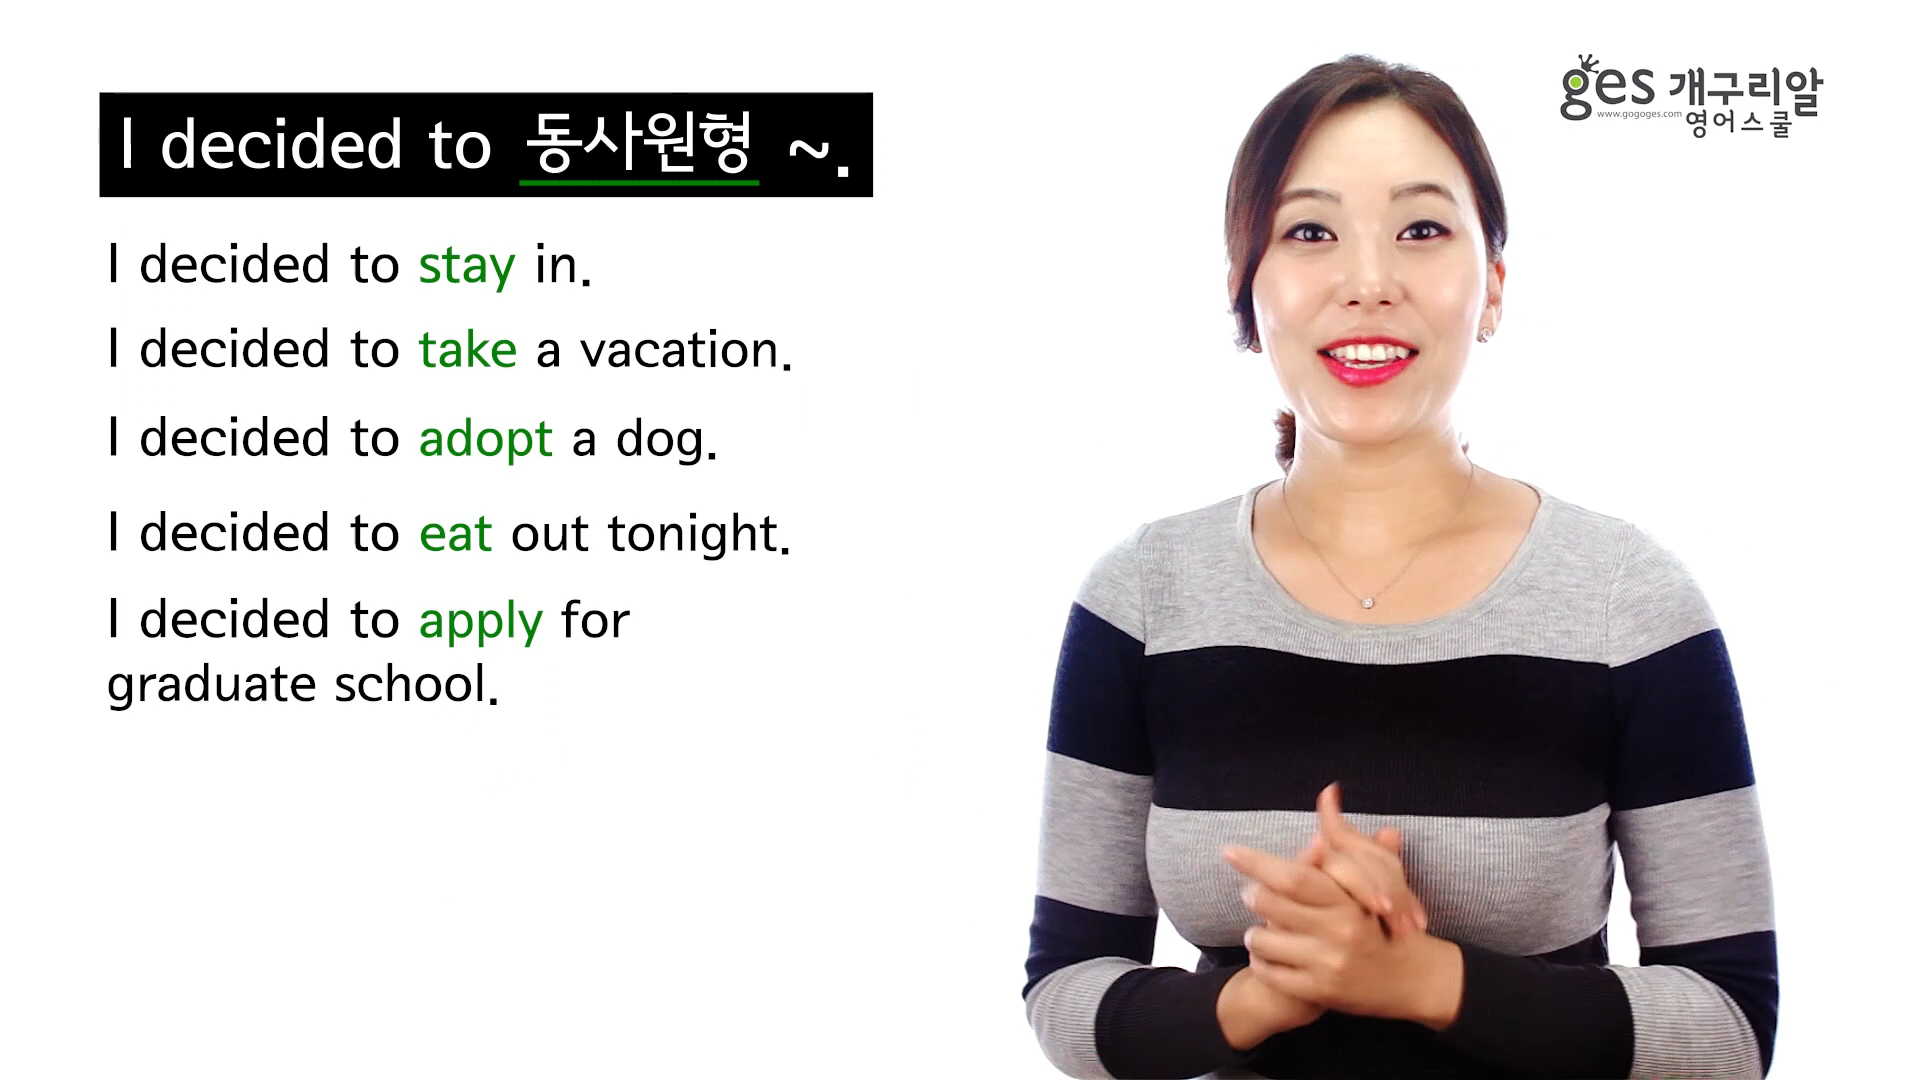 I decided to 동사원형 ~.
I decided to stay in.
I decided to take a vacation.
I decided to adopt a dog.
I decided to eat out tonight.
I decided to apply for
graduate school.
ges 개구리알
www.gogoges.com 영어스쿨